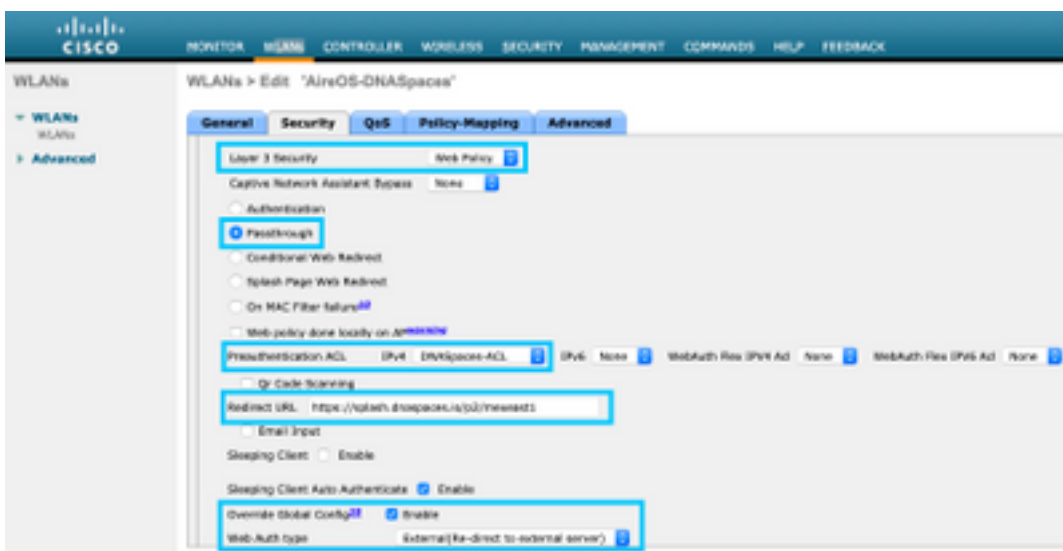 CISCO
MONITOR WLANs CONTROLLER WIRELESS SECURITY MANAGEMENT COMMANDS HELP FEEDBACK
WLANs
WLANs > Edit 'AireOS-DNASpaces'
WLANs
WLANs
Advanced
General Security QoS Policy-Mapping Advanced
Layer 3 Security Web Policy
Captive Network Assistant Bypass None
Authentication
Passthrough
Conditional Web Redirect
Splash Page Web Redirect
On MAC Filter failure
Web policy done locally on AP
Preauthentication ACL IPv4 DNASpaces-ACL IPv6 None WebAuth Flex IPv4 Acl None WebAuth Flex IPv6 Acl None
Qr Code Scanning
Redirect URL https://splash.dnaspaces.io/p2/mexeast1
Email Input
Sleeping Client Enable
Sleeping Client Auto Authenticate Enable
Override Global Config Enable
Web Auth type External(Re-direct to external server)